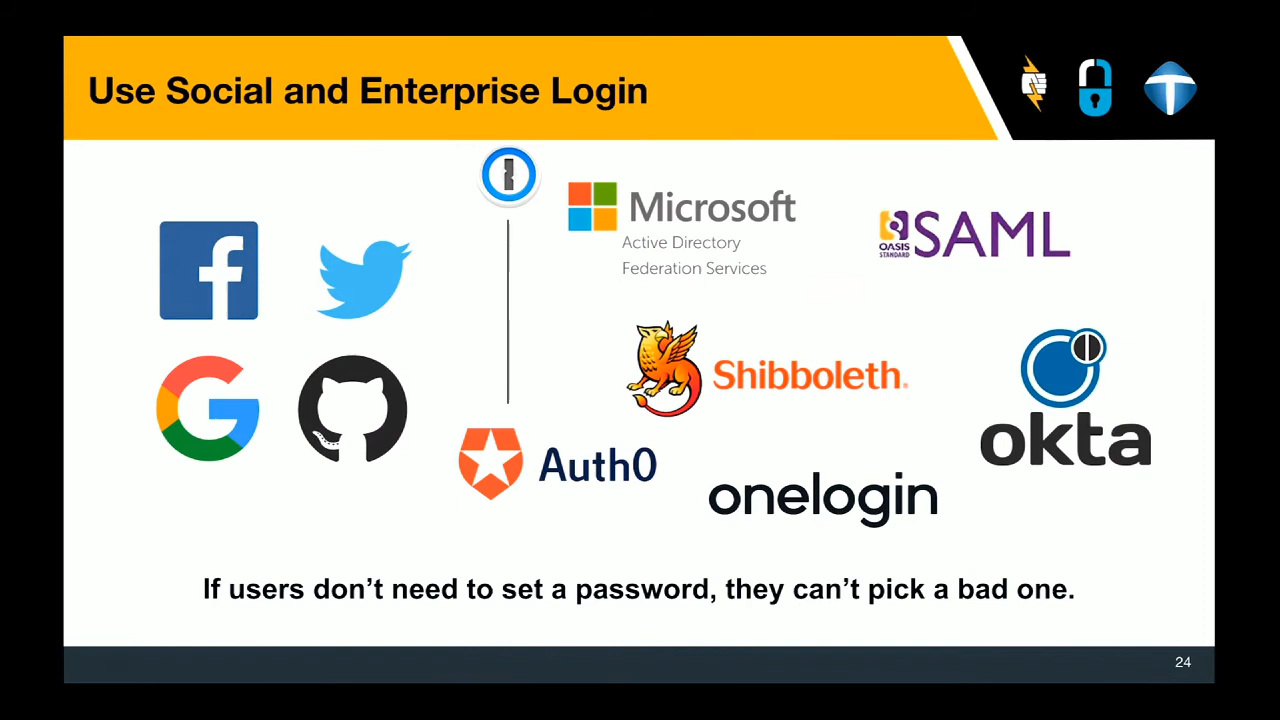 Use Social and Enterprise Login
Microsoft
Active Directory
Federation Services
OASIS
STANDARD
SAML
Shibboleth.
okta
Auth0
onelogin
If users don't need to set a password, they can't pick a bad one.
24